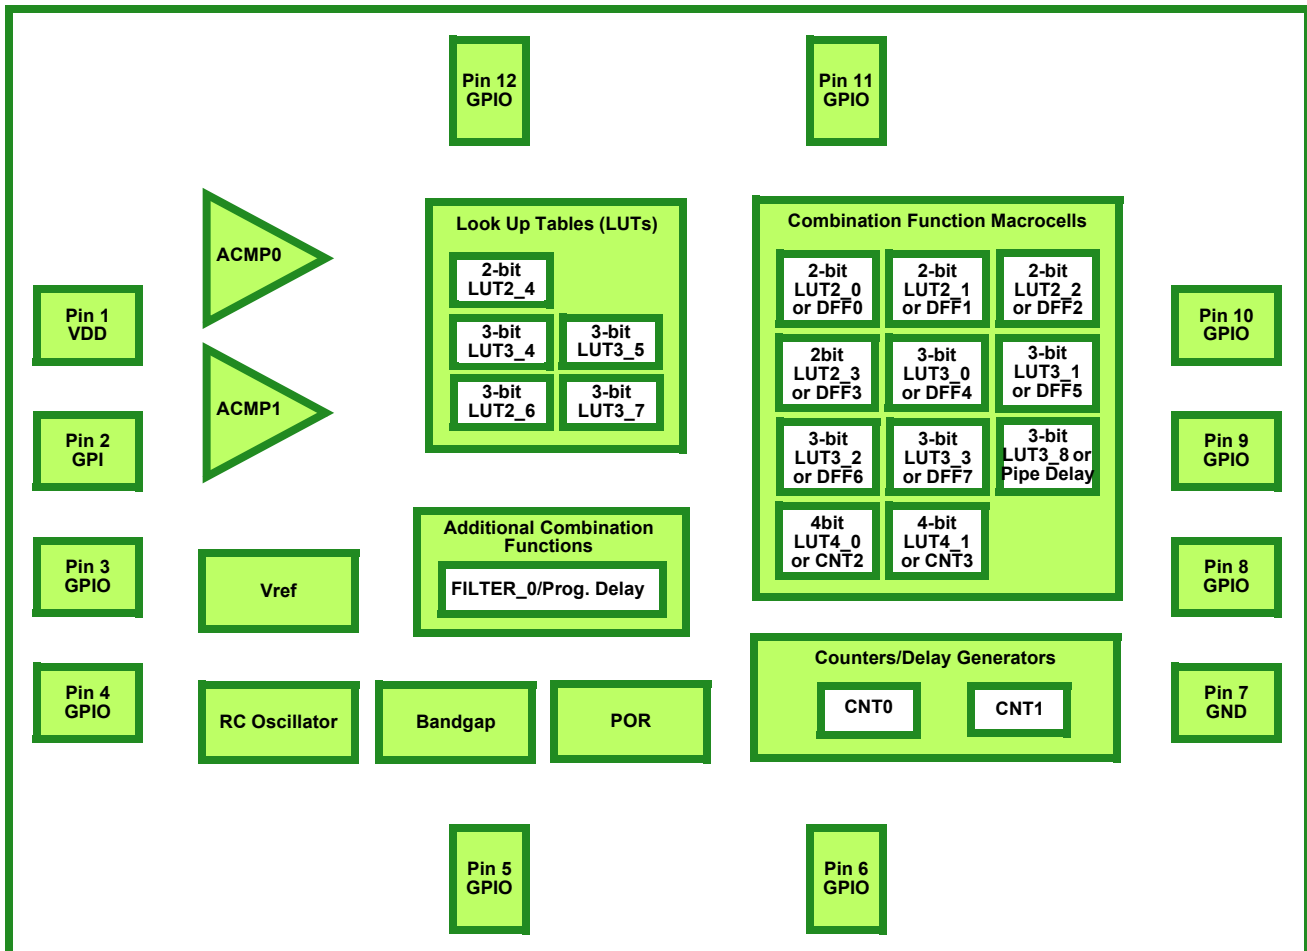 Pin 12
GPIO
Pin 11
GPIO
ACMP0
ACMP1
Pin 1
VDD
Pin 2
GPI
Pin 3
GPIO
Pin 4
GPIO
Look Up Tables (LUTs)
2-bit
LUT2_4
3-bit
LUT3_4
3-bit
LUT3_5
3-bit
LUT2_6
3-bit
LUT3_7
Combination Function Macrocells
2-bit
LUT2_0
or DFF0
2-bit
LUT2_1
or DFF1
2-bit
LUT2_2
or DFF2
2bit
LUT2_3
or DFF3
3-bit
LUT3_0
or DFF4
3-bit
LUT3_1
or DFF5
3-bit
LUT3_2
or DFF6
3-bit
LUT3_3
or DFF7
3-bit
LUT3_8 or
Pipe Delay
4bit
LUT4_0
or CNT2
4-bit
LUT4_1
or CNT3
Pin 10
GPIO
Pin 9
GPIO
Pin 8
GPIO
Pin 7
GND
Vref
Additional Combination
Functions
FILTER_0/Prog. Delay
RC Oscillator
Bandgap
POR
Counters/Delay Generators
CNT0
CNT1
Pin 5
GPIO
Pin 6
GPIO